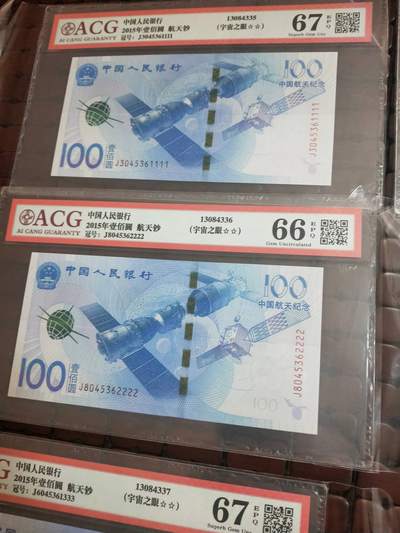 ACG
AI CANG GUARANTY
中国人民银行
2015年壹佰圆 航天钞
冠号: J3045361111
13084335
(宇宙之眼☆☆)
67 EPQ
Superb Gem Unc
中国人民银行
100
中国航天纪念
100
壹佰圆
J3045361111
J3045361111
ACG
AI CANG GUARANTY
中国人民银行
2015年壹佰圆 航天钞
冠号: J8045362222
13084336
(宇宙之眼☆☆)
66 EPQ
Gem Uncirculated
中国人民银行
100
中国航天纪念
100
壹佰圆
J8045362222
J8045362222
100
CG
GUARANTY
中国人民银行
2015年壹佰圆 航天钞
冠号: J6045361333
13084337
(宇宙之眼☆☆)
67 EPQ
Superb Gem Unc
100